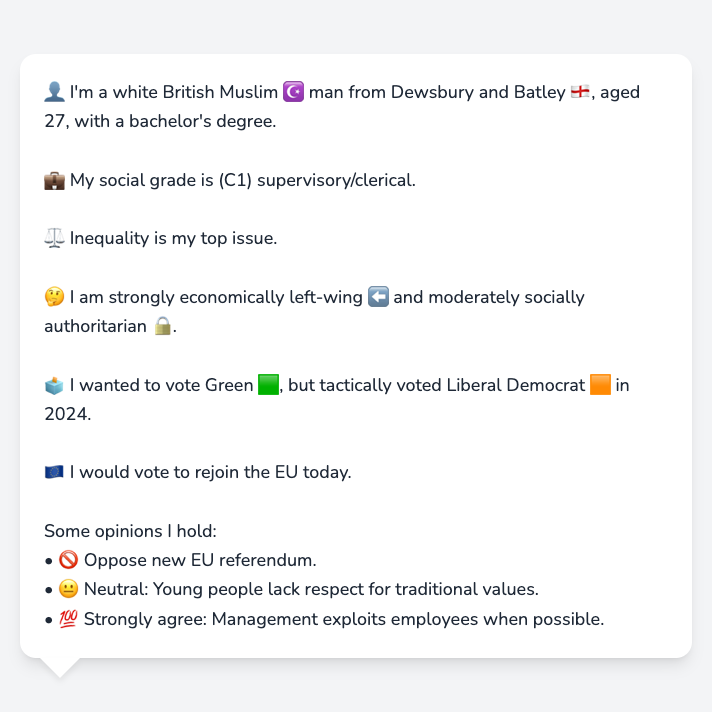 👤 I'm a white British Muslim ☪️ man from Dewsbury and Batley 🏴󠁧󠁢󠁥󠁮󠁧󠁿, aged
27, with a bachelor's degree.
💼 My social grade is (C1) supervisory/clerical.
⚖️ Inequality is my top issue.
🤔 I am strongly economically left-wing ⬅️ and moderately socially
authoritarian 🔒.
🗳️ I wanted to vote Green 🟩, but tactically voted Liberal Democrat 🟧 in
2024.
🇪🇺 I would vote to rejoin the EU today.
Some opinions I hold:
• 🚫 Oppose new EU referendum.
• 😐 Neutral: Young people lack respect for traditional values.
• 💯 Strongly agree: Management exploits employees when possible.